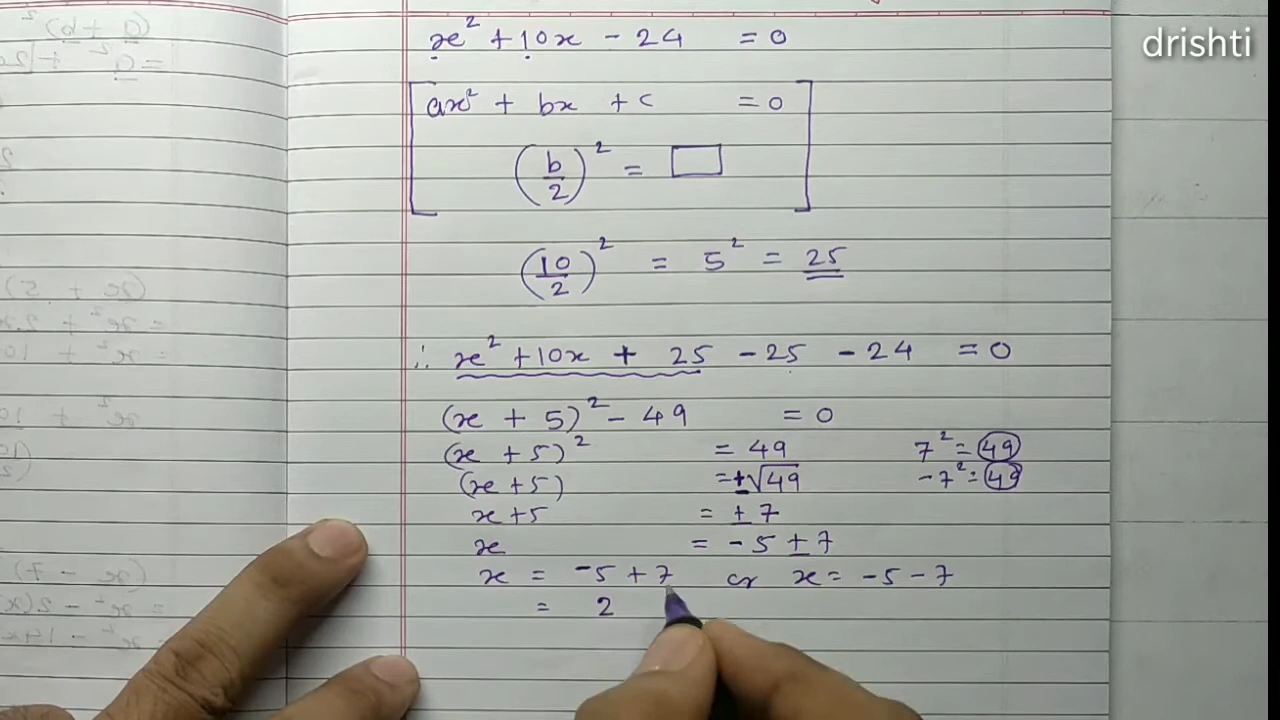 drishti
x² + 10x - 24 = 0
ax² + bx + c = 0
(b/2)² = □
(10/2)² = 5² = 25
∴ x² + 10x + 25 - 25 - 24 = 0
(x + 5)² - 49 = 0
(x + 5)² = 49 7² = 49
(x + 5) = ±√49 -7² = 49
x + 5 = ± 7
x = - 5 ± 7
x = -5 + 7 or x = -5 - 7
= 2